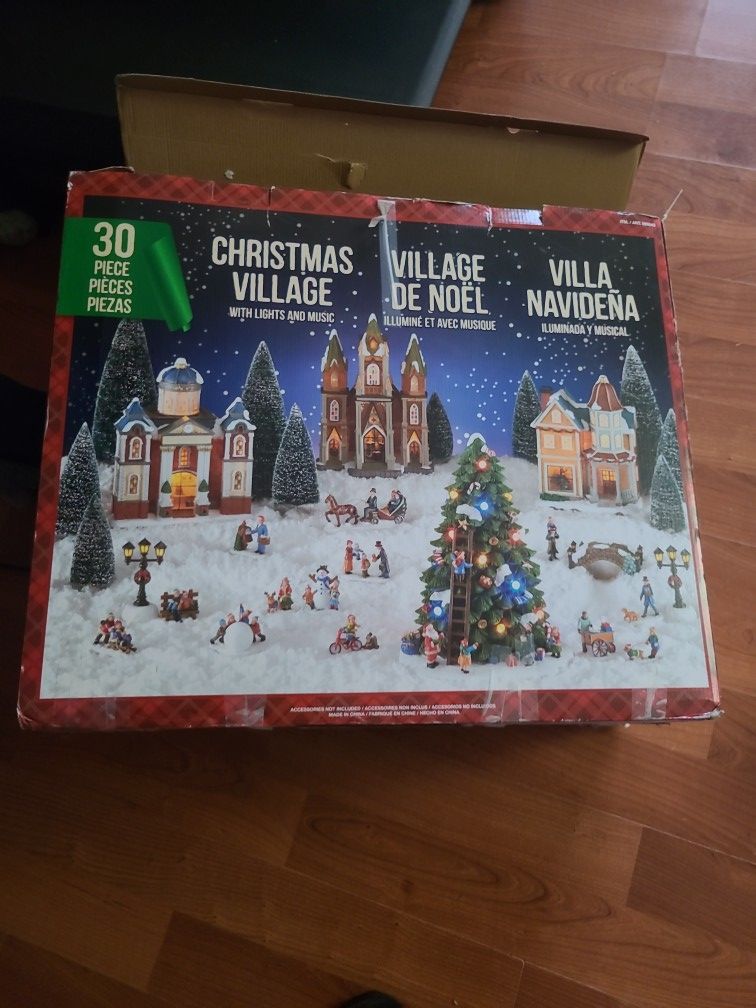 30
PIECE
PIÈCES
PIEZAS
CHRISTMAS
VILLAGE
WITH LIGHTS AND MUSIC
VILLAGE
DE NOËL
ILLUMINÉ ET AVEC MUSIQUE
VILLA
NAVIDEÑA
ILUMINADA Y MUSICAL
ACCESSORIES NOT INCLUDED / ACCESSOIRES NON INCLUS / ACCESORIOS NO INCLUIDOS
MADE IN CHINA / FABRIQUÉ EN CHINE / HECHO EN CHINA